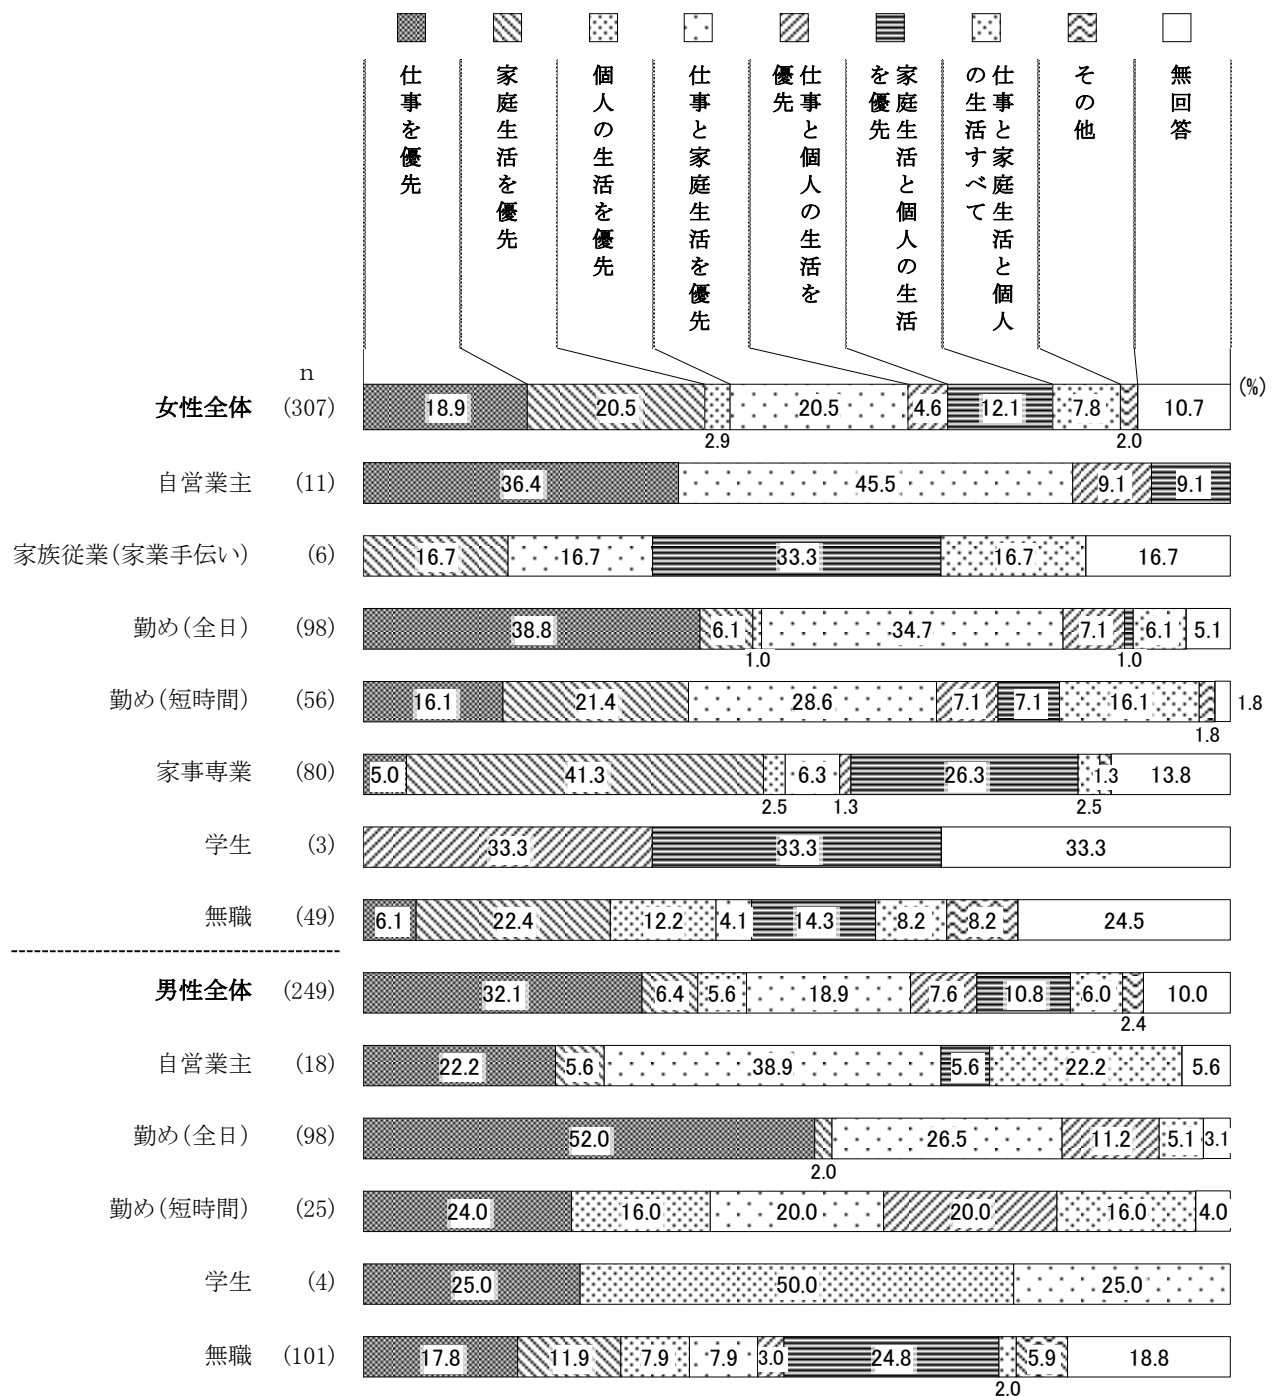 仕事を優先
家庭生活を優先
個人の生活を優先
仕事と家庭生活を優先
仕事と個人の生活を
優先
家庭生活と個人の生活
を優先
仕事と家庭生活と個人
の生活すべて
その他
無回答
n
(%)
女性全体 (307) 18.9 20.5 20.5 4.6 12.1 7.8 10.7
2.9 2.0
自営業主 (11) 36.4 45.5 9.1 9.1
家族従業(家業手伝い) (6) 16.7 16.7 33.3 16.7 16.7
勤め(全日) (98) 38.8 6.1 34.7 7.1 6.1 5.1
1.0 1.0
勤め(短時間) (56) 16.1 21.4 28.6 7.1 7.1 16.1 1.8
1.8
家事専業 (80) 5.0 41.3 6.3 26.3 1.3 13.8
2.5 1.3 2.5
学生 (3) 33.3 33.3 33.3
無職 (49) 6.1 22.4 12.2 4.1 14.3 8.2 8.2 24.5
男性全体 (249) 32.1 6.4 5.6 18.9 7.6 10.8 6.0 10.0
2.4
自営業主 (18) 22.2 5.6 38.9 5.6 22.2 5.6
勤め(全日) (98) 52.0 26.5 11.2 5.1 3.1
2.0
勤め(短時間) (25) 24.0 16.0 20.0 20.0 16.0 4.0
学生 (4) 25.0 50.0 25.0
無職 (101) 17.8 11.9 7.9 7.9 3.0 24.8 5.9 18.8
2.0